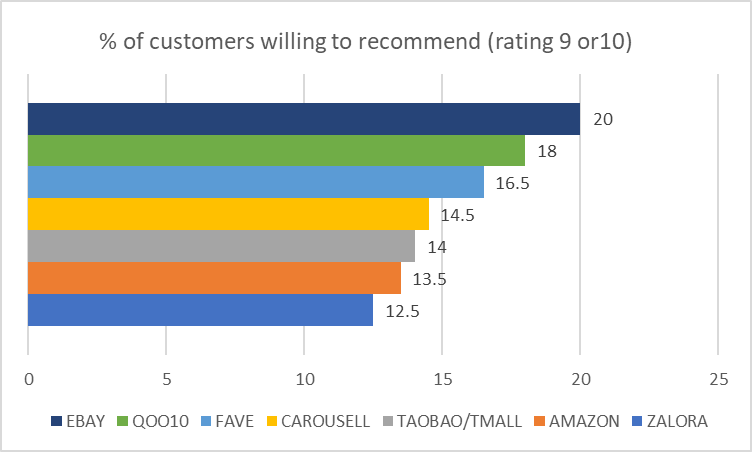 % of customers willing to recommend (rating 9 or10)
20
18
16.5
14.5
14
13.5
12.5
0 5 10 15 20 25
EBAY QOO10 FAVE CAROUSELL TAOBAO/TMALL AMAZON ZALORA